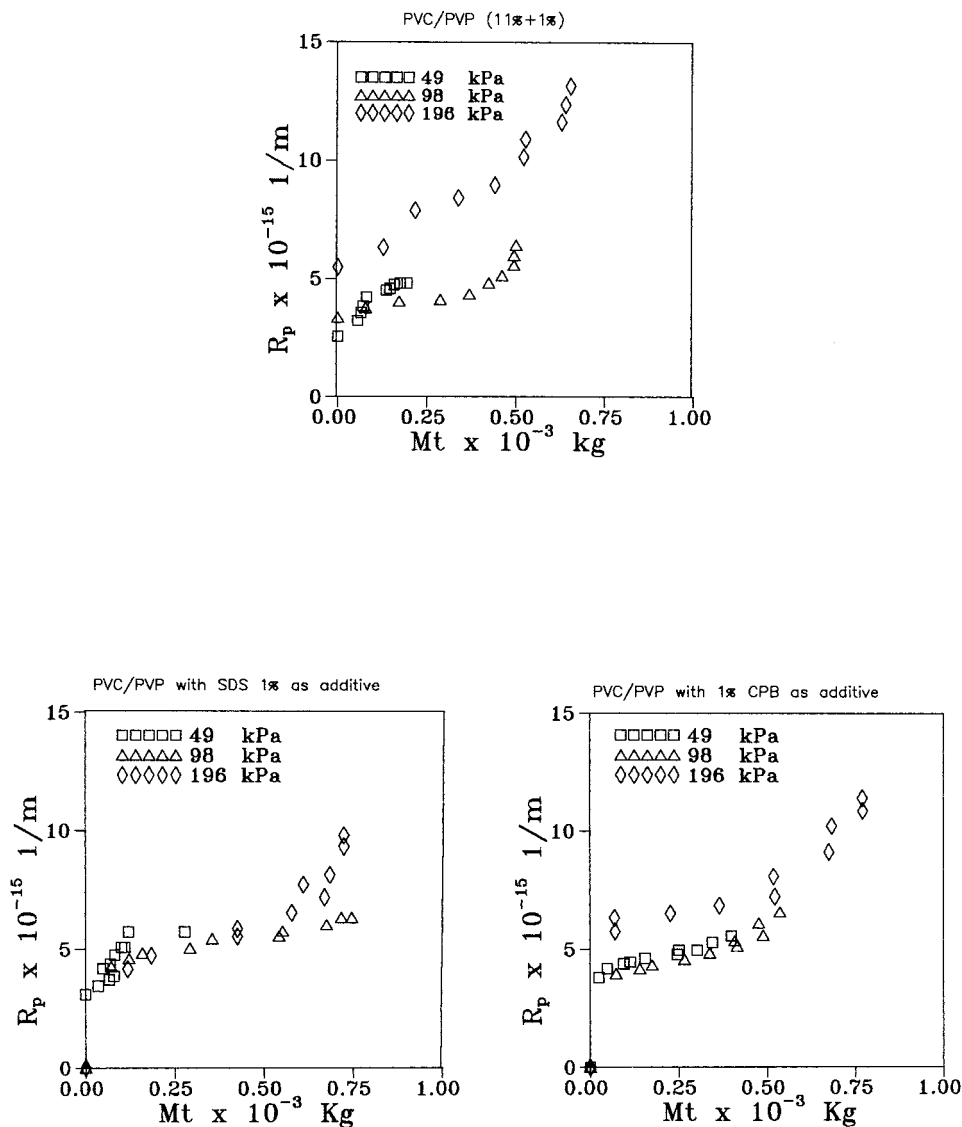 PVC/PVP (11%+1%)
15
10
5
0
R_p x 10^-15 1/m
49 kPa
98 kPa
196 kPa
0.00 0.25 0.50 0.75 1.00
Mt x 10^-3 kg
PVC/PVP with SDS 1% as additive
15
10
5
0
R_p x 10^-15 1/m
49 kPa
98 kPa
196 kPa
0.00 0.25 0.50 0.75 1.00
Mt x 10^-3 Kg
PVC/PVP with 1% CPB as additive
15
10
5
0
R_p x 10^-15 1/m
49 kPa
98 kPa
196 kPa
0.00 0.25 0.50 0.75 1.00
Mt x 10^-3 Kg